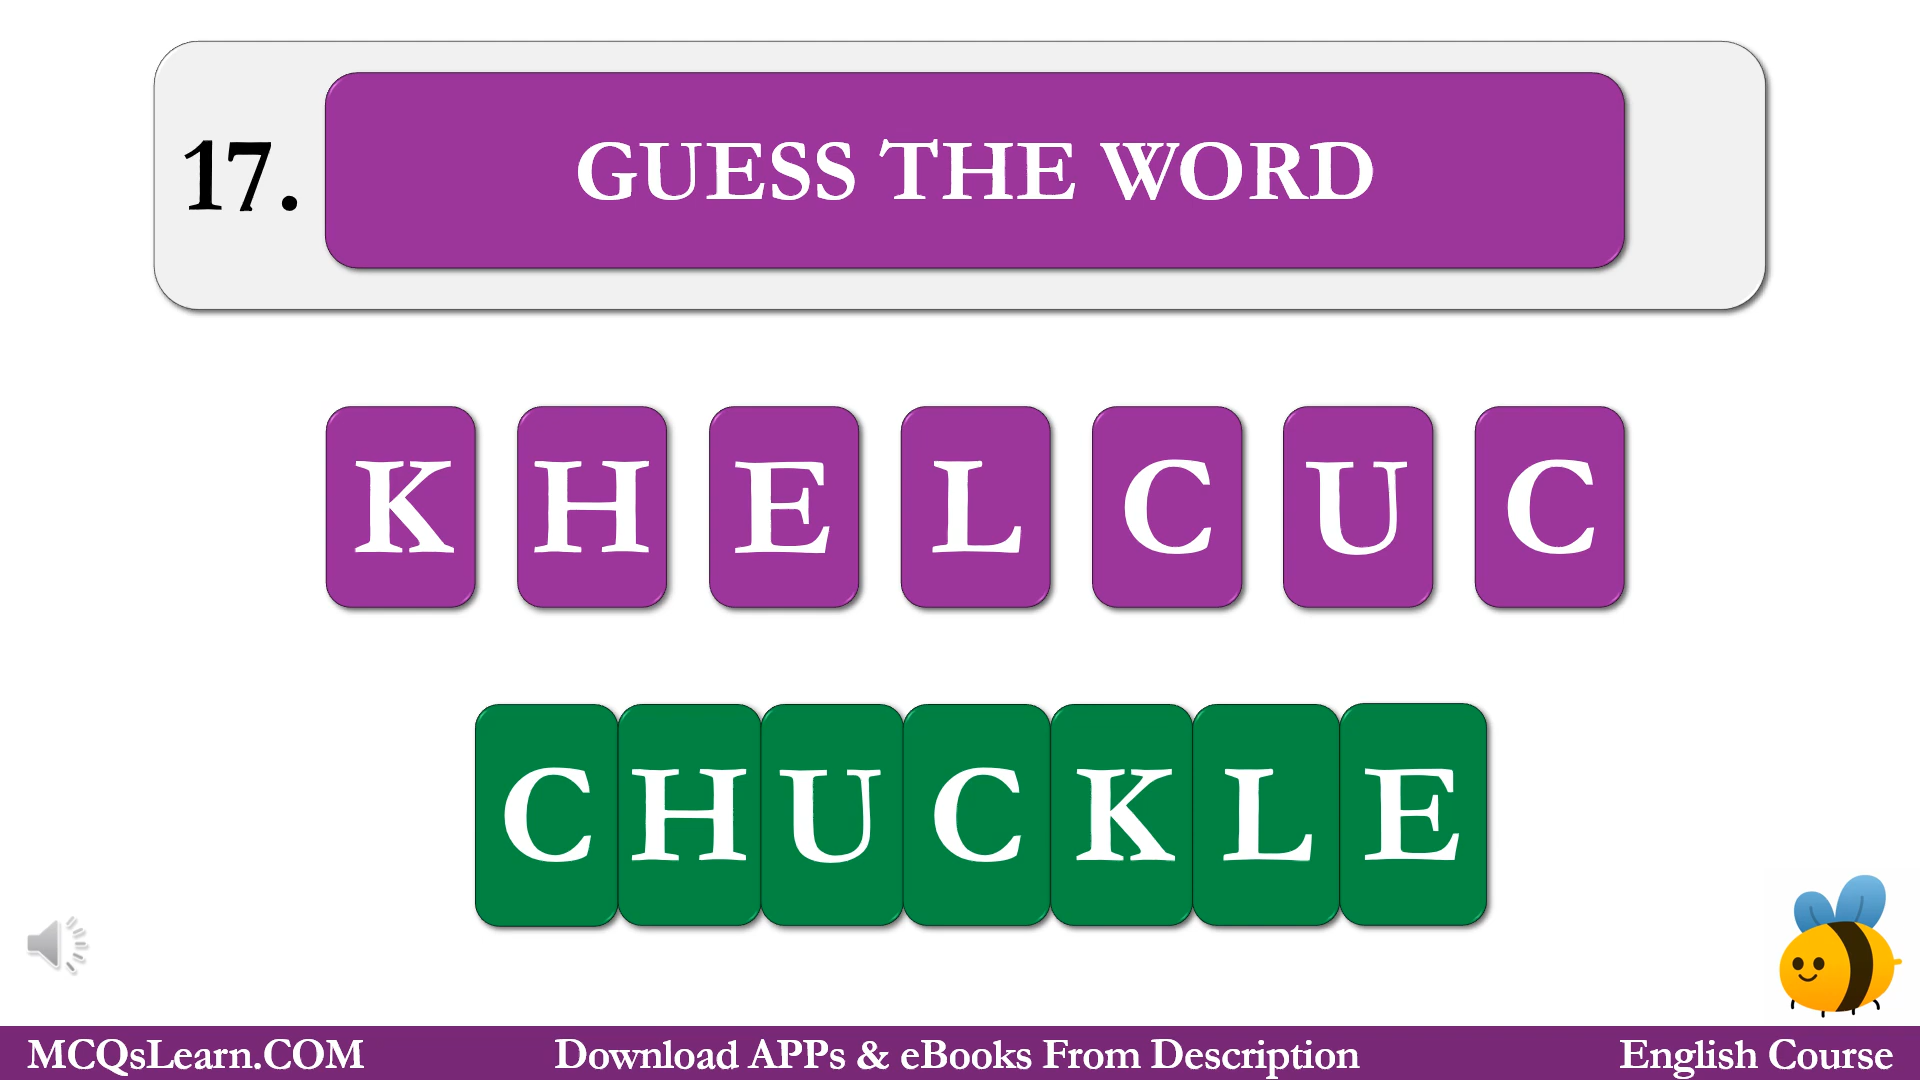 17. GUESS THE WORD
K H E L C U C
C H U C K L E
MCQsLearn.COM Download APPs & eBooks From Description English Course